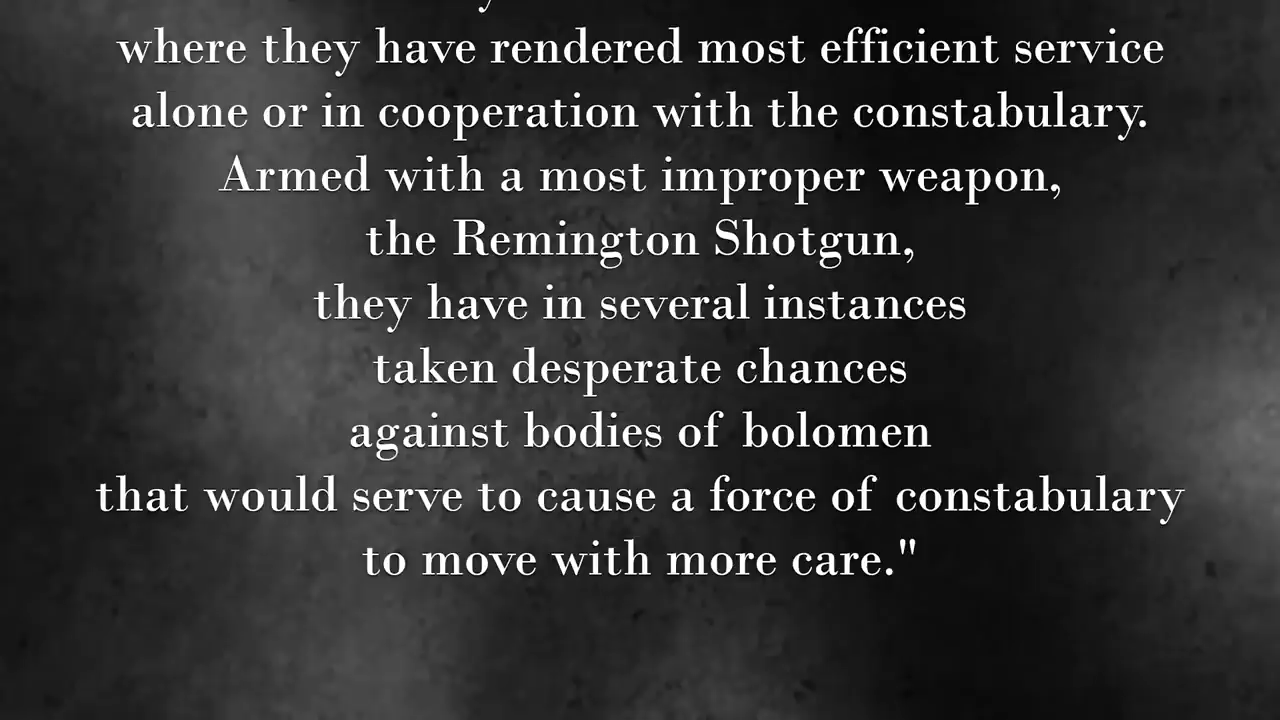 where they have rendered most efficient service
alone or in cooperation with the constabulary.
Armed with a most improper weapon,
the Remington Shotgun,
they have in several instances
taken desperate chances
against bodies of bolomen
that would serve to cause a force of constabulary
to move with more care."